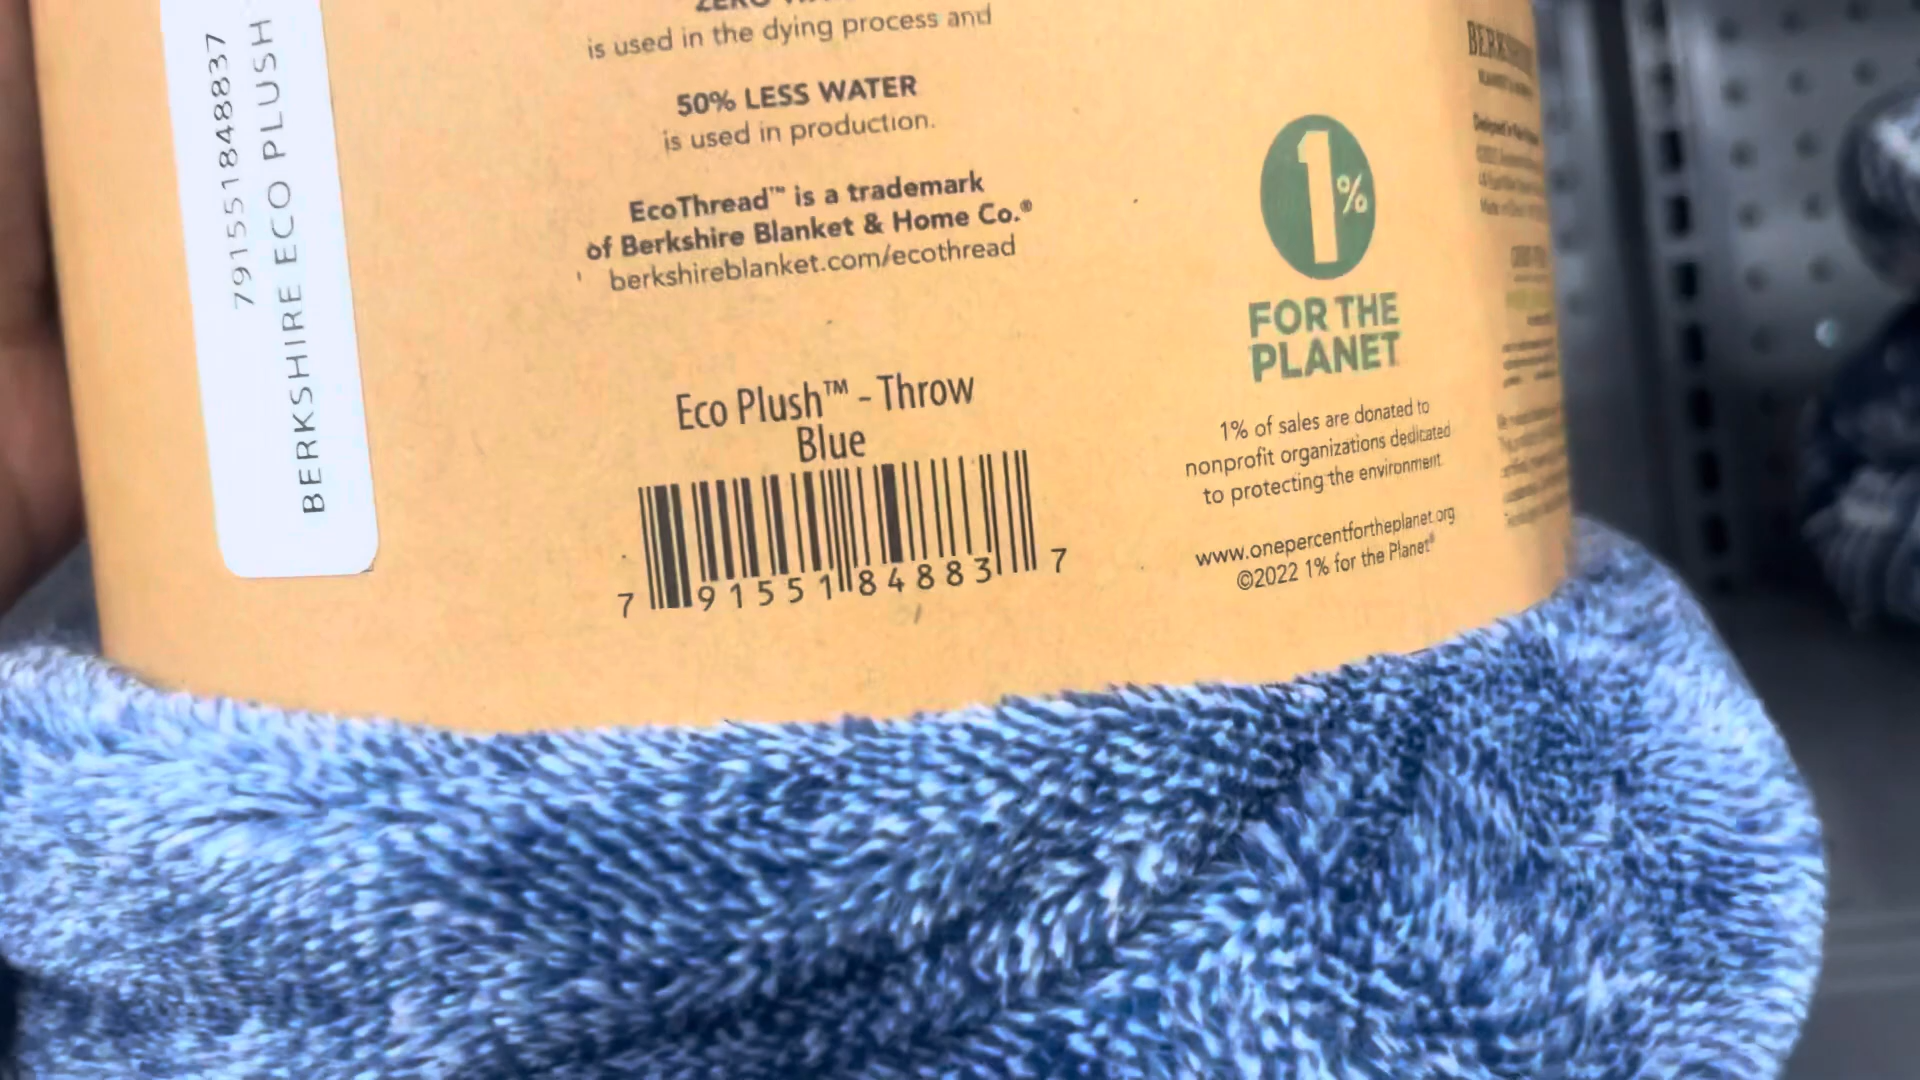 791551848837
BERKSHIRE ECO PLUSH
ZERO
is used in the dying process and
50% LESS WATER
is used in production.
EcoThread™ is a trademark
of Berkshire Blanket & Home Co.®
berkshireblanket.com/ecothread
Eco Plush™ - Throw
Blue
7 91551 84883 7
1%
FOR THE
PLANET
1% of sales are donated to
nonprofit organizations dedicated
to protecting the environment.
www.onepercentfortheplanet.org
©2022 1% for the Planet®